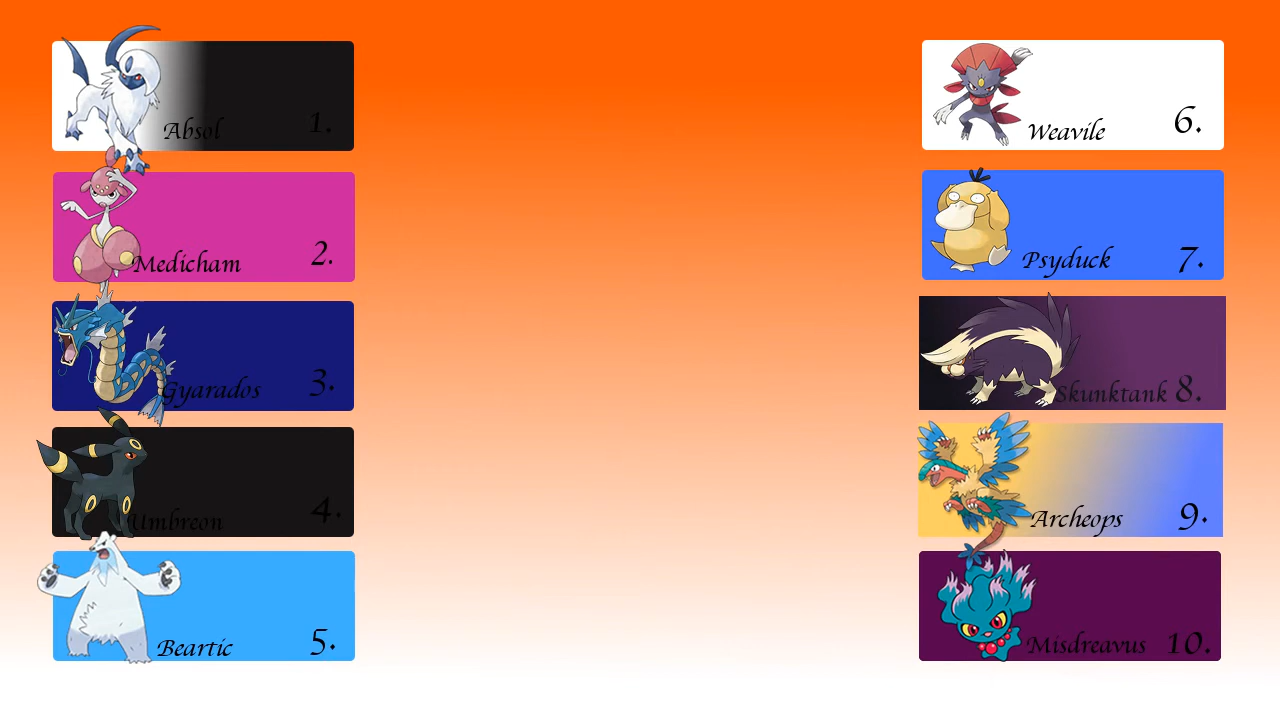 Absol 1.
Medicham 2.
Gyarados 3.
Umbreon 4.
Beartic 5.
Weavile 6.
Psyduck 7.
Skunktank 8.
Archeops 9.
Misdreavus 10.